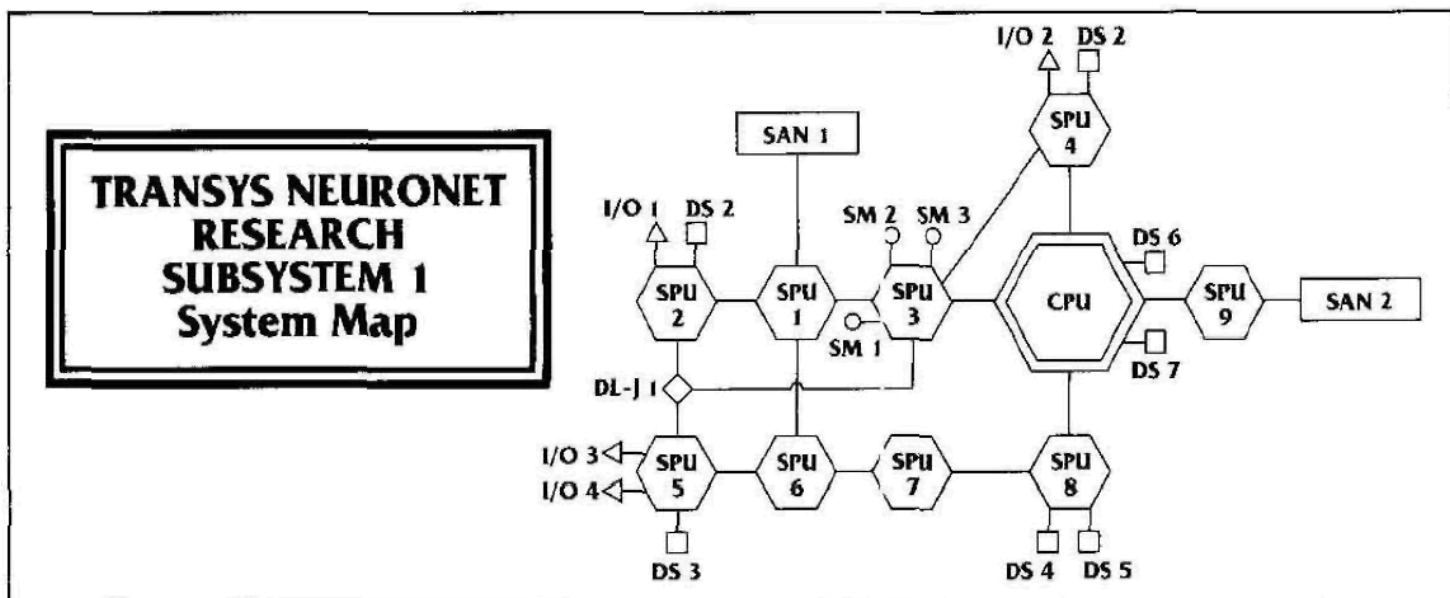 TRANSYS NEURONET
RESEARCH
SUBSYSTEM 1
System Map
I/O 2
DS 2
SPU
4
SAN 1
I/O 1
DS 2
SM 2
SM 3
DS 6
SPU
2
SPU
1
SPU
3
CPU
SPU
9
SAN 2
SM 1
DS 7
DL-J 1
I/O 3
I/O 4
SPU
5
SPU
6
SPU
7
SPU
8
DS 3
DS 4
DS 5